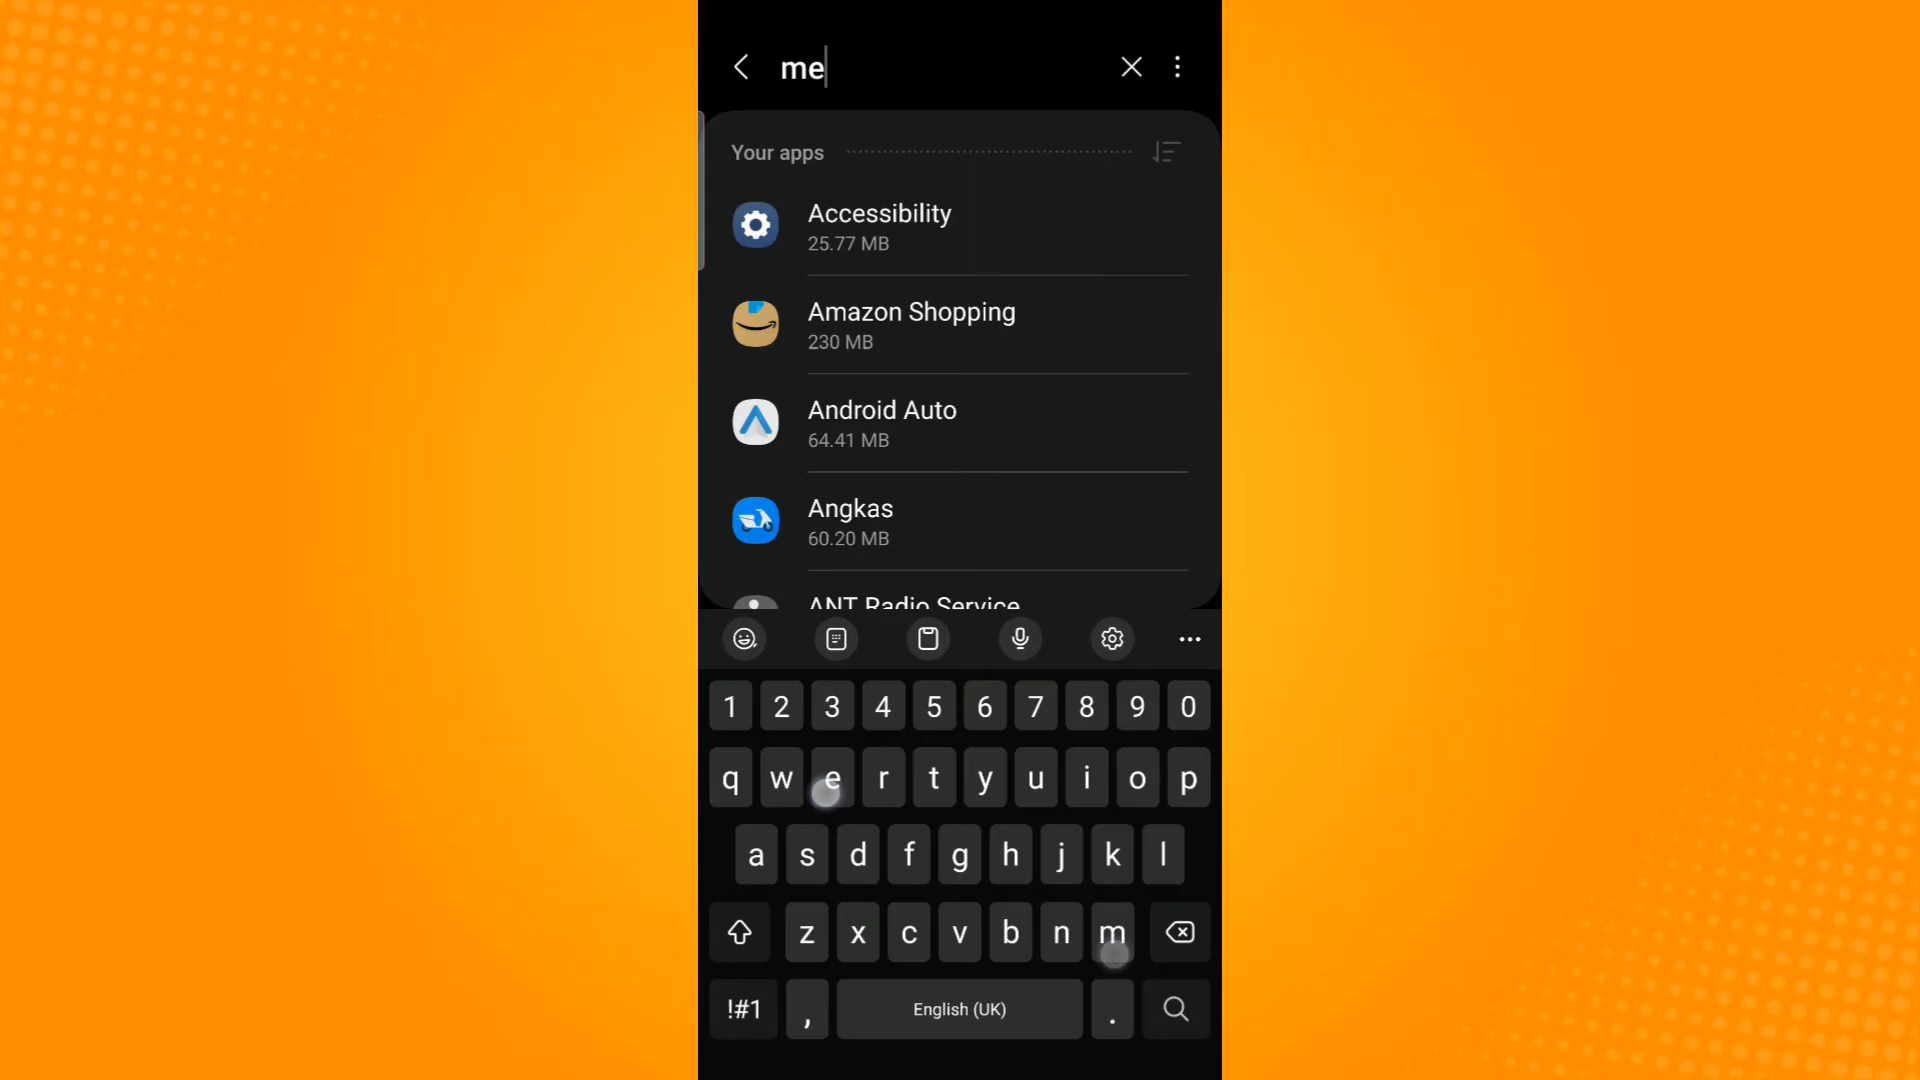 me
Your apps
Accessibility
25.77 MB
Amazon Shopping
230 MB
Android Auto
64.41 MB
Angkas
60.20 MB
ANT Radio Service
1 2 3 4 5 6 7 8 9 0
q w e r t y u i o p
a s d f g h j k l
z x c v b n m
!#1 , English (UK) .